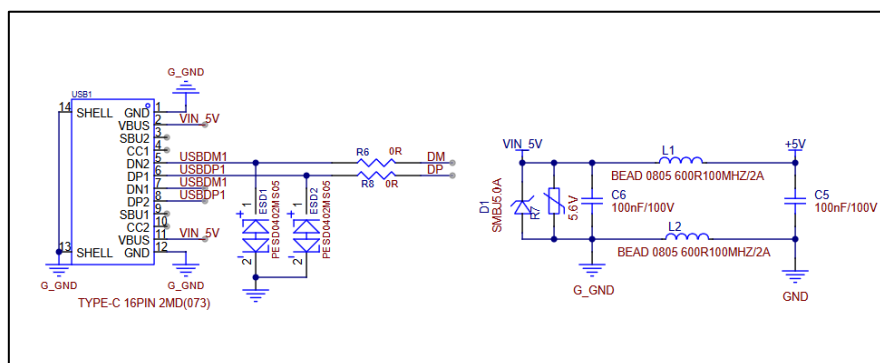 G_GND
USB1
14 SHELL GND 1
VBUS 2 VIN_5V
SBU2 3
CC1 4
DN2 5 USBDM1
DP1 6 USBDP1
DN1 7 USBDM1
DP2 8 USBDP1
SBU1 9
CC2 10
VBUS 11 VIN_5V
13 SHELL GND 12
G_GND
G_GND
TYPE-C 16PIN 2MD(073)
R6 0R DM
R8 0R DP
1
2
ESD1
PESD0402MS05
1
2
ESD2
PESD0402MS05
VIN_5V
L1
+5V
BEAD 0805 600R100MHZ/2A
D1
SMBJ5.0A
R7
5.6V
C6
100nF/100V
C5
100nF/100V
L2
BEAD 0805 600R100MHZ/2A
G_GND
GND